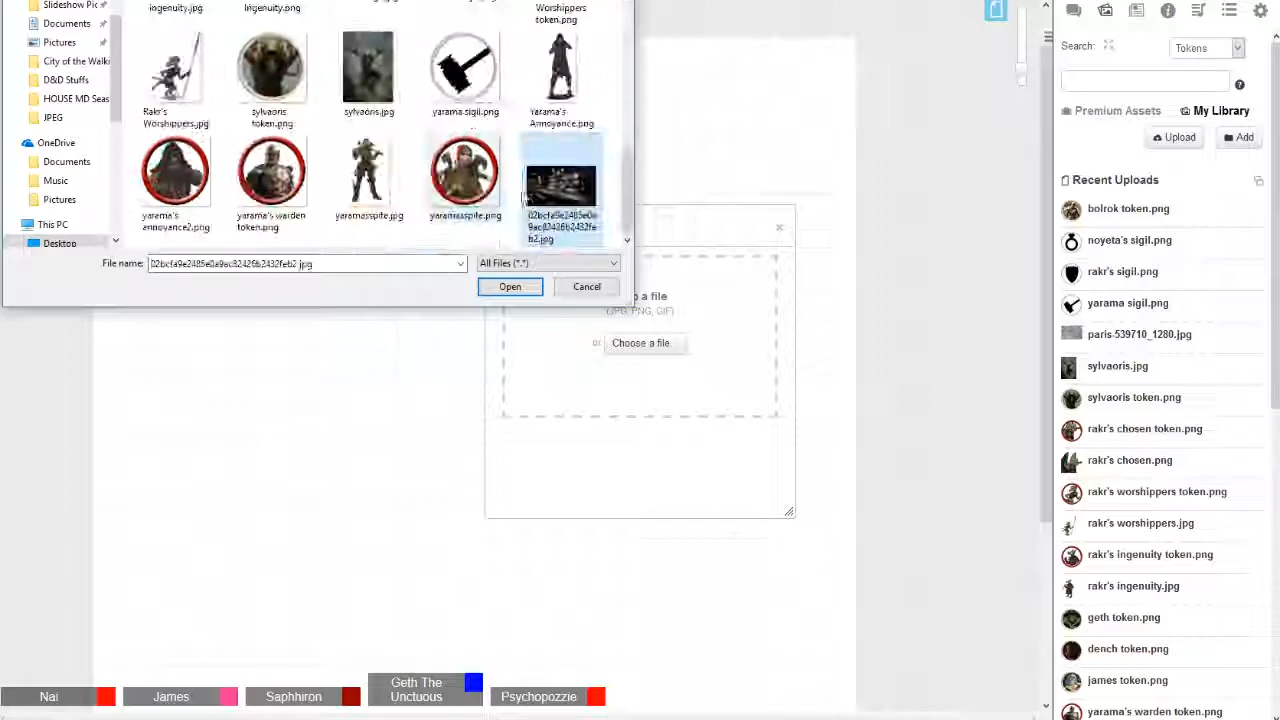 Slideshow Pic
Documents
Pictures
City of the Walk
D&D Stuffs
HOUSE MD Seas
JPEG
OneDrive
Documents
Music
Pictures
This PC
Desktop
ingenuity.jpg
Ingenuity.png
Worshippers
token.png
Rakr's
Worshippers.jpg
sylvaoris
token.png
sylvaoris.jpg
yarama sigil.png
Yarama's
Annoyance.png
yarama's
annoyance2.png
yarama's warden
token.png
yaramasspite.jpg
yaramasspite.png
File name:
All Files (*.*)
Open
Cancel
a file
(JPG, PNG, GIF)
or
Choose a file
Search:
Tokens
Premium Assets
My Library
Upload
Add
Recent Uploads
bolrok token.png
noyeta's sigil.png
rakr's sigil.png
yarama sigil.png
paris-539710_1280.jpg
sylvaoris.jpg
sylvaoris token.png
rakr's chosen token.png
rakr's chosen.png
rakr's worshippers token.png
rakr's worshippers.jpg
rakr's ingenuity token.png
rakr's ingenuity.jpg
geth token.png
dench token.png
james token.png
yarama's warden token.png
Nai
James
Saphhiron
Geth The
Unctuous
Psychopozzie